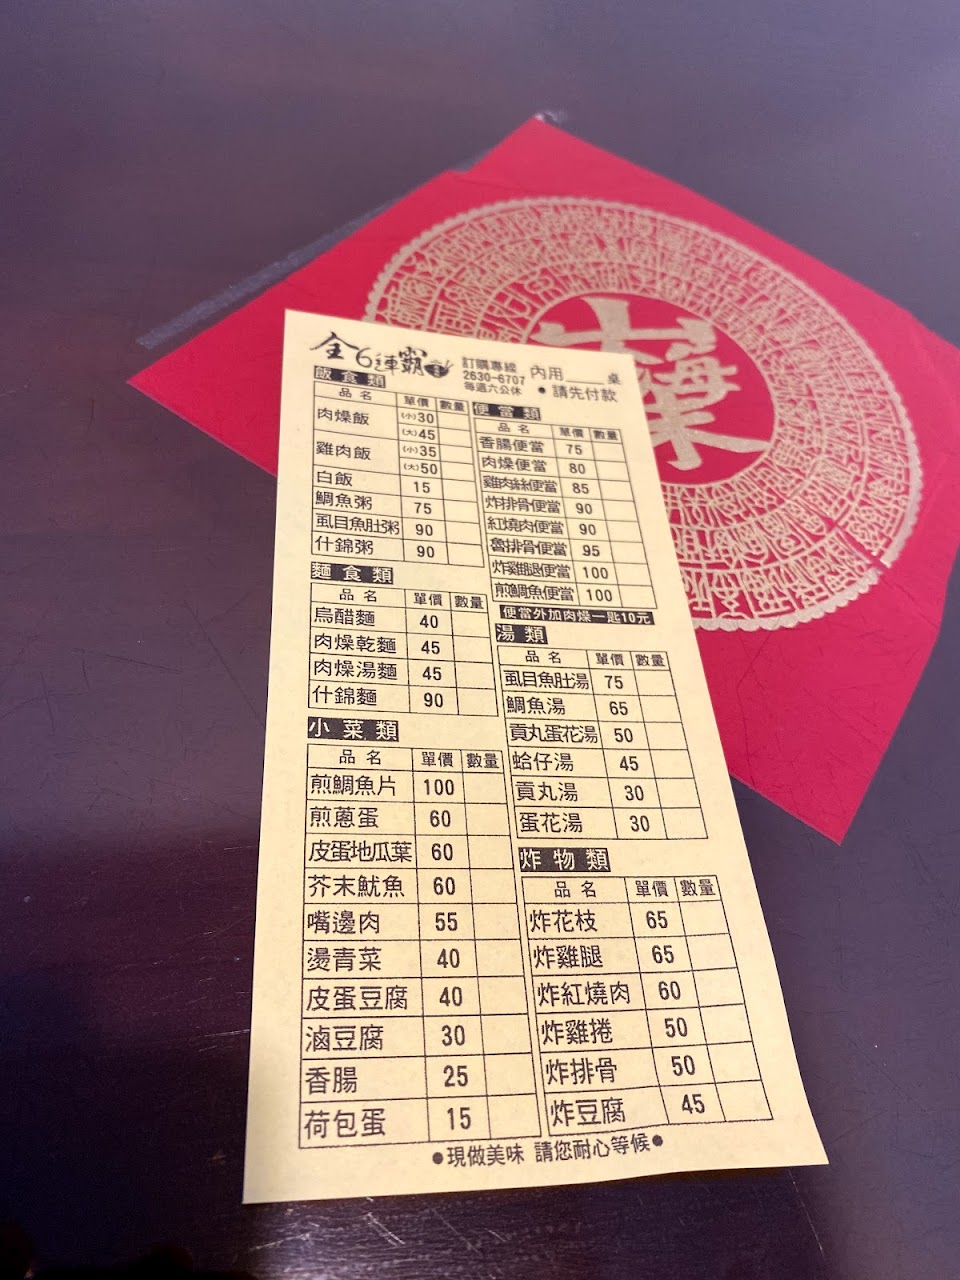 全6連霸
訂購專線
2630-6707
每週六公休
內用 桌
●請先付款
飯食類
品名 單價 數量
肉燥飯 (小)30
(大)45
雞肉飯 (小)35
(大)50
白飯 15
鯛魚粥 75
虱目魚肚粥 90
什錦粥 90
麵食類
品名 單價 數量
烏醋麵 40
肉燥乾麵 45
肉燥湯麵 45
什錦麵 90
小菜類
品名 單價 數量
煎鯛魚片 100
煎蔥蛋 60
皮蛋地瓜葉 60
芥末魷魚 60
嘴邊肉 55
燙青菜 40
皮蛋豆腐 40
滷豆腐 30
香腸 25
荷包蛋 15
便當類
品名 單價 數量
香腸便當 75
肉燥便當 80
雞肉絲便當 85
炸排骨便當 90
紅燒肉便當 90
魯排骨便當 95
炸雞腿便當 100
煎鯛魚便當 100
便當外加肉燥一匙10元
湯類
品名 單價 數量
虱目魚肚湯 75
鯛魚湯 65
貢丸蛋花湯 50
蛤仔湯 45
貢丸湯 30
蛋花湯 30
炸物類
品名 單價 數量
炸花枝 65
炸雞腿 65
炸紅燒肉 60
炸雞捲 50
炸排骨 50
炸豆腐 45
●現做美味 請您耐心等候●